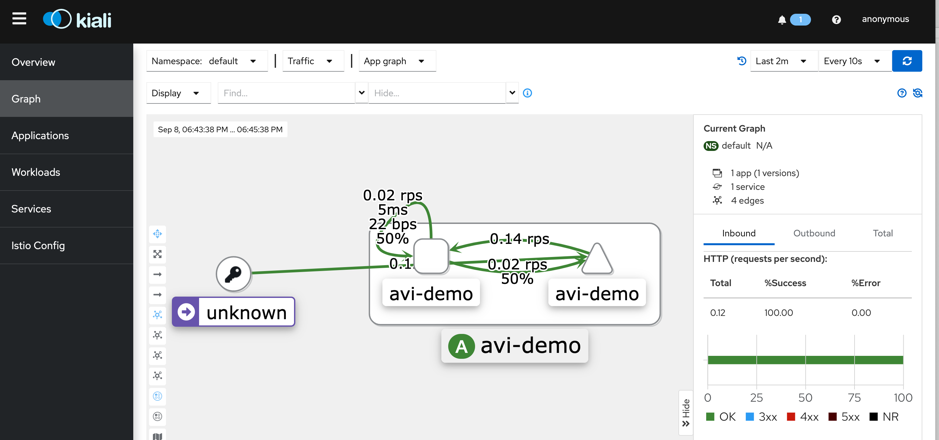 kiali
1
anonymous
Overview
Graph
Applications
Workloads
Services
Istio Config
Namespace: default
Traffic
App graph
Last 2m
Every 10s
Display
Find...
Hide...
Sep 8, 06:43:38 PM ... 06:45:38 PM
0.02 rps
5ms
22 bps
50%
0.14 rps
0.1
0.02 rps
50%
avi-demo
avi-demo
unknown
A avi-demo
Hide
Current Graph
NS default N/A
1 app (1 versions)
1 service
4 edges
Inbound
Outbound
Total
HTTP (requests per second):
Total %Success %Error
0.12 100.00 0.00
0 25 50 75 100
OK 3xx 4xx 5xx NR